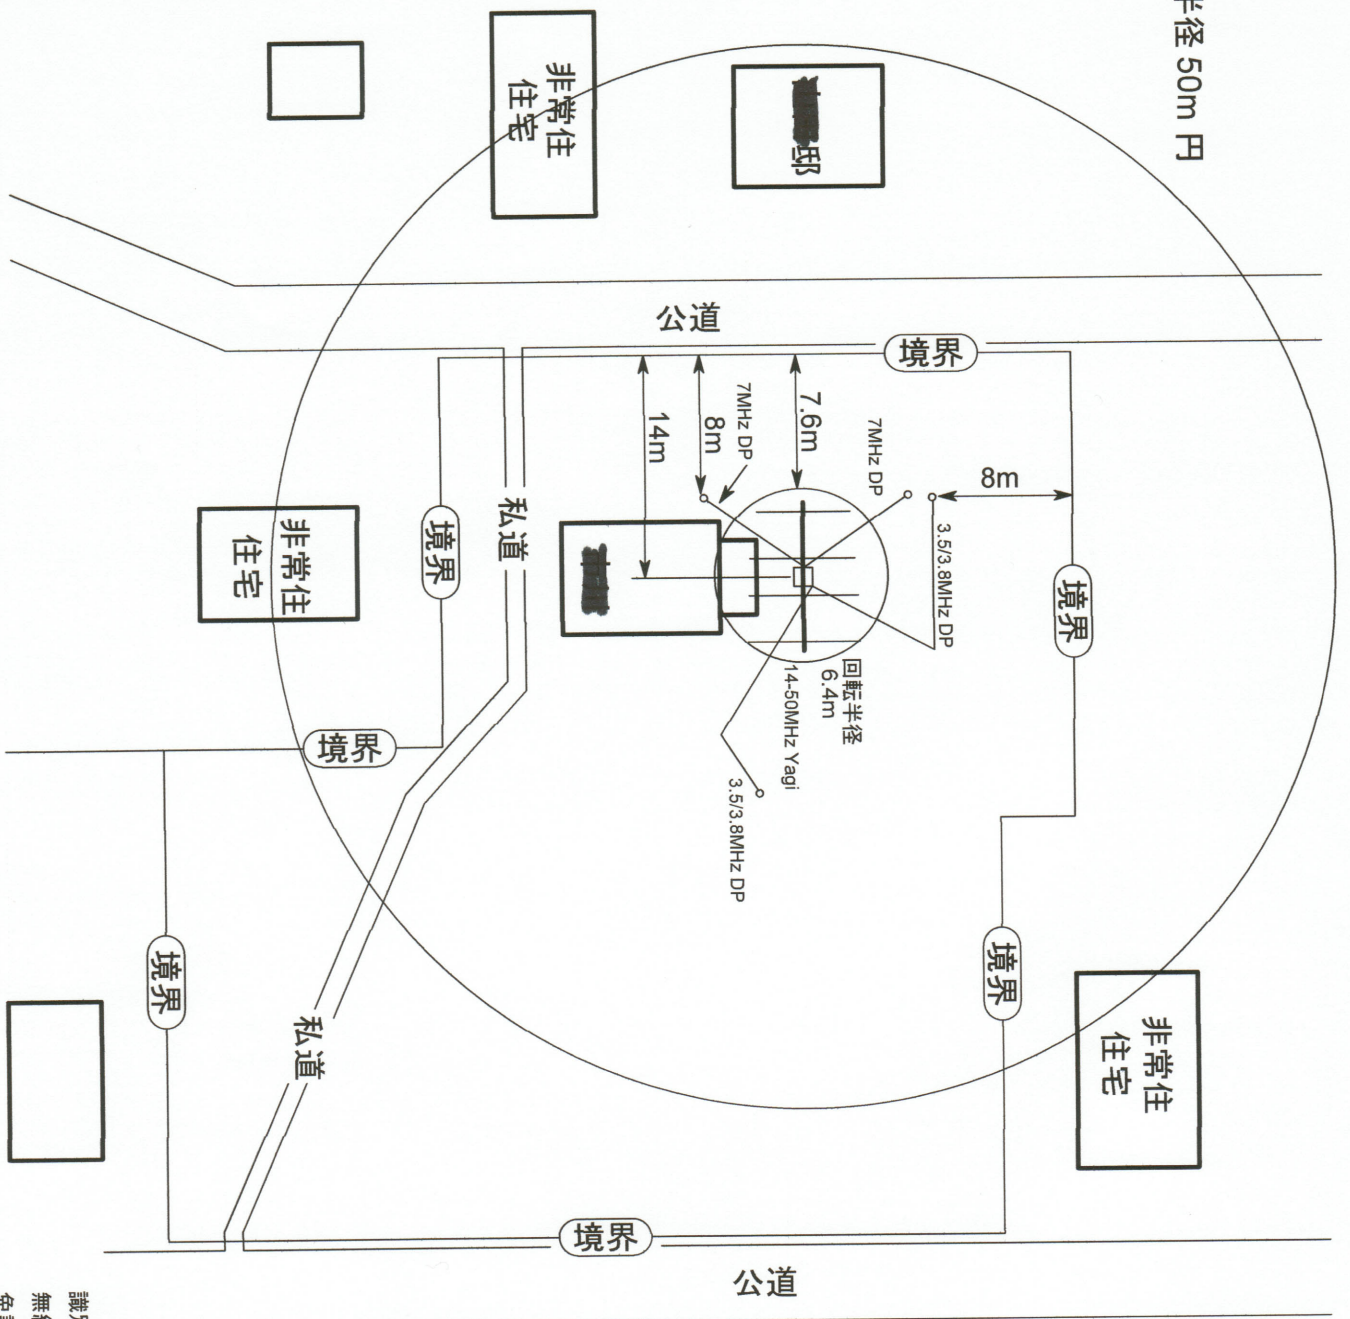 半径 50m 円
非常住
住宅
邸
公道
境界
7.6m
8m
14m
7MHz DP
7MHz DP
8m
3.5/3.8MHz DP
私道
境界
境界
非常住
住宅
回転半径
6.4m
14-50MHz Yagi
3.5/3.8MHz DP
境界
境界
境界
私道
非常住
住宅
境界
公道